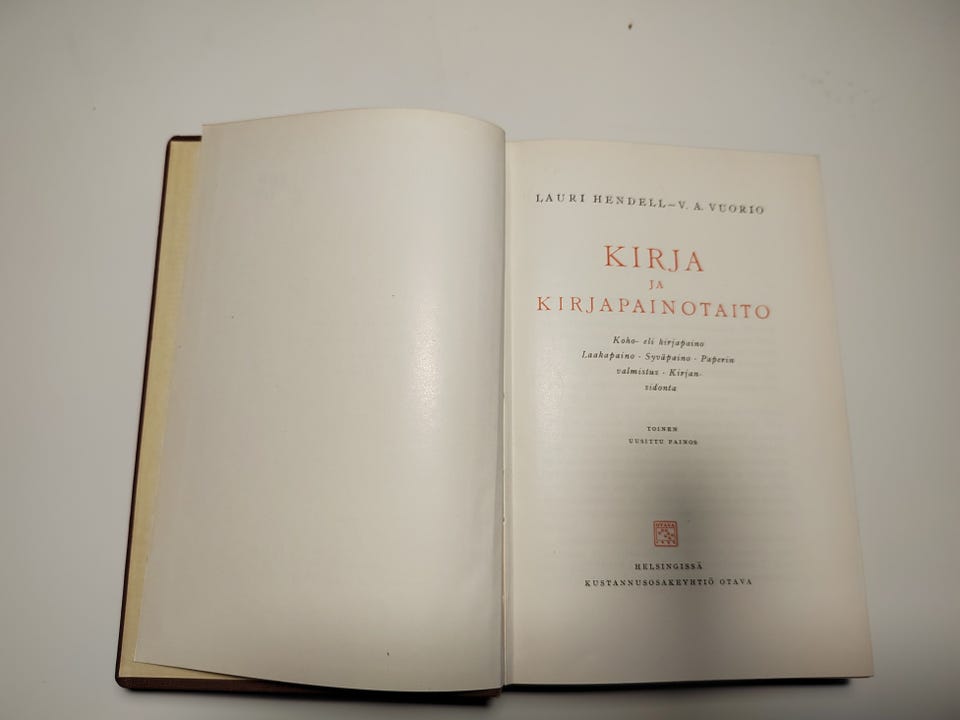 LAURI HENDELL–V. A. VUORIO
KIRJA
JA
KIRJAPAINOTAITO
Koho- eli kirjapaino
Laakapaino · Syväpaino · Paperin
valmistus · Kirjan-
sidonta
TOINEN
UUSITTU PAINOS
OTAVA
HELSINGISSÄ
KUSTANNUSOSAKEYHTIÖ OTAVA